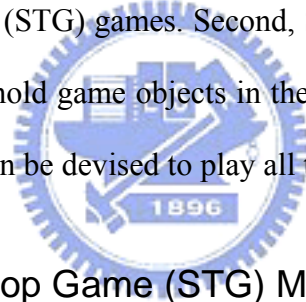 (STG) games. Second,
hold game objects in the
n be devised to play all t
1896
op Game (STG) M